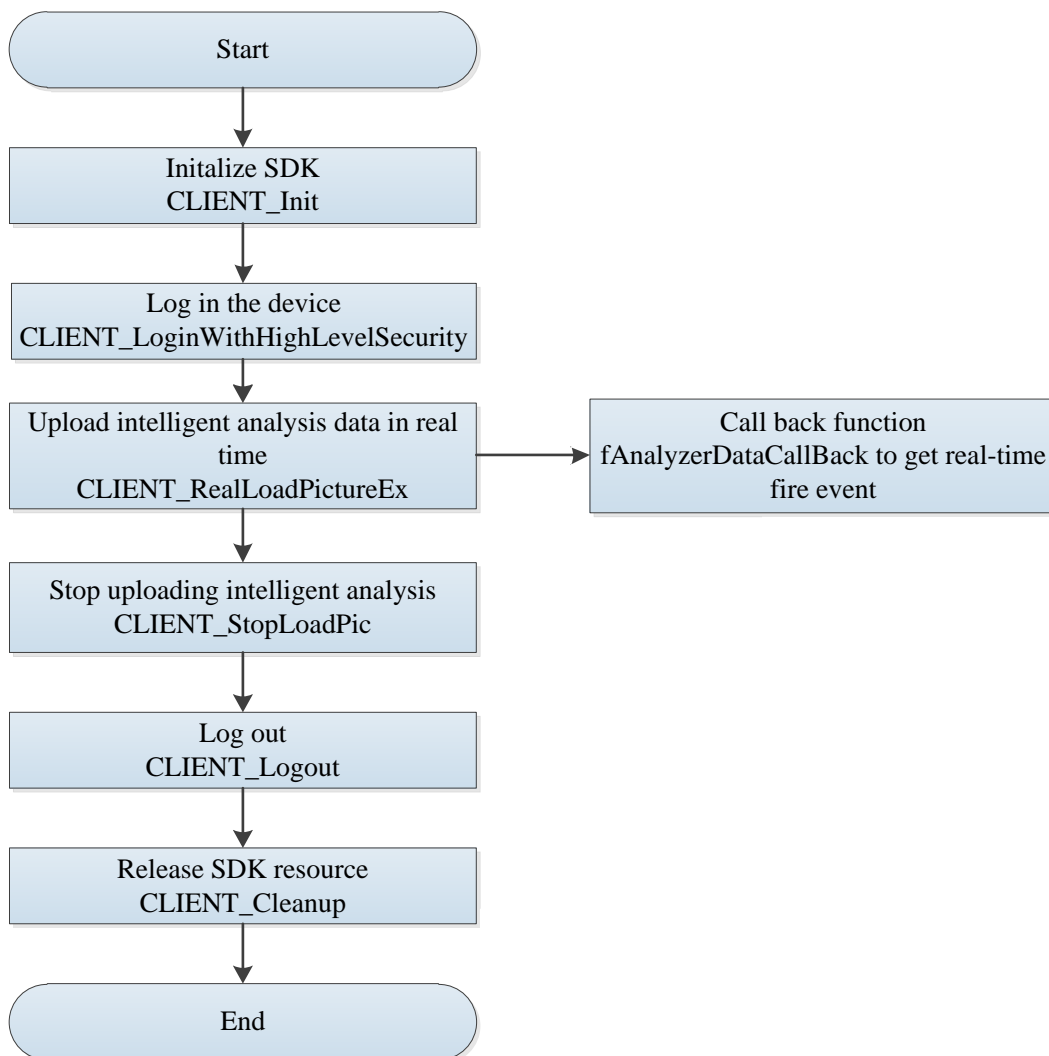 Start
Initalize SDK
CLIENT_Init
Log in the device
CLIENT_LoginWithHighLevelSecurity
Upload intelligent analysis data in real
time
CLIENT_RealLoadPictureEx
Call back function
fAnalyzerDataCallBack to get real-time
fire event
Stop uploading intelligent analysis
CLIENT_StopLoadPic
Log out
CLIENT_Logout
Release SDK resource
CLIENT_Cleanup
End